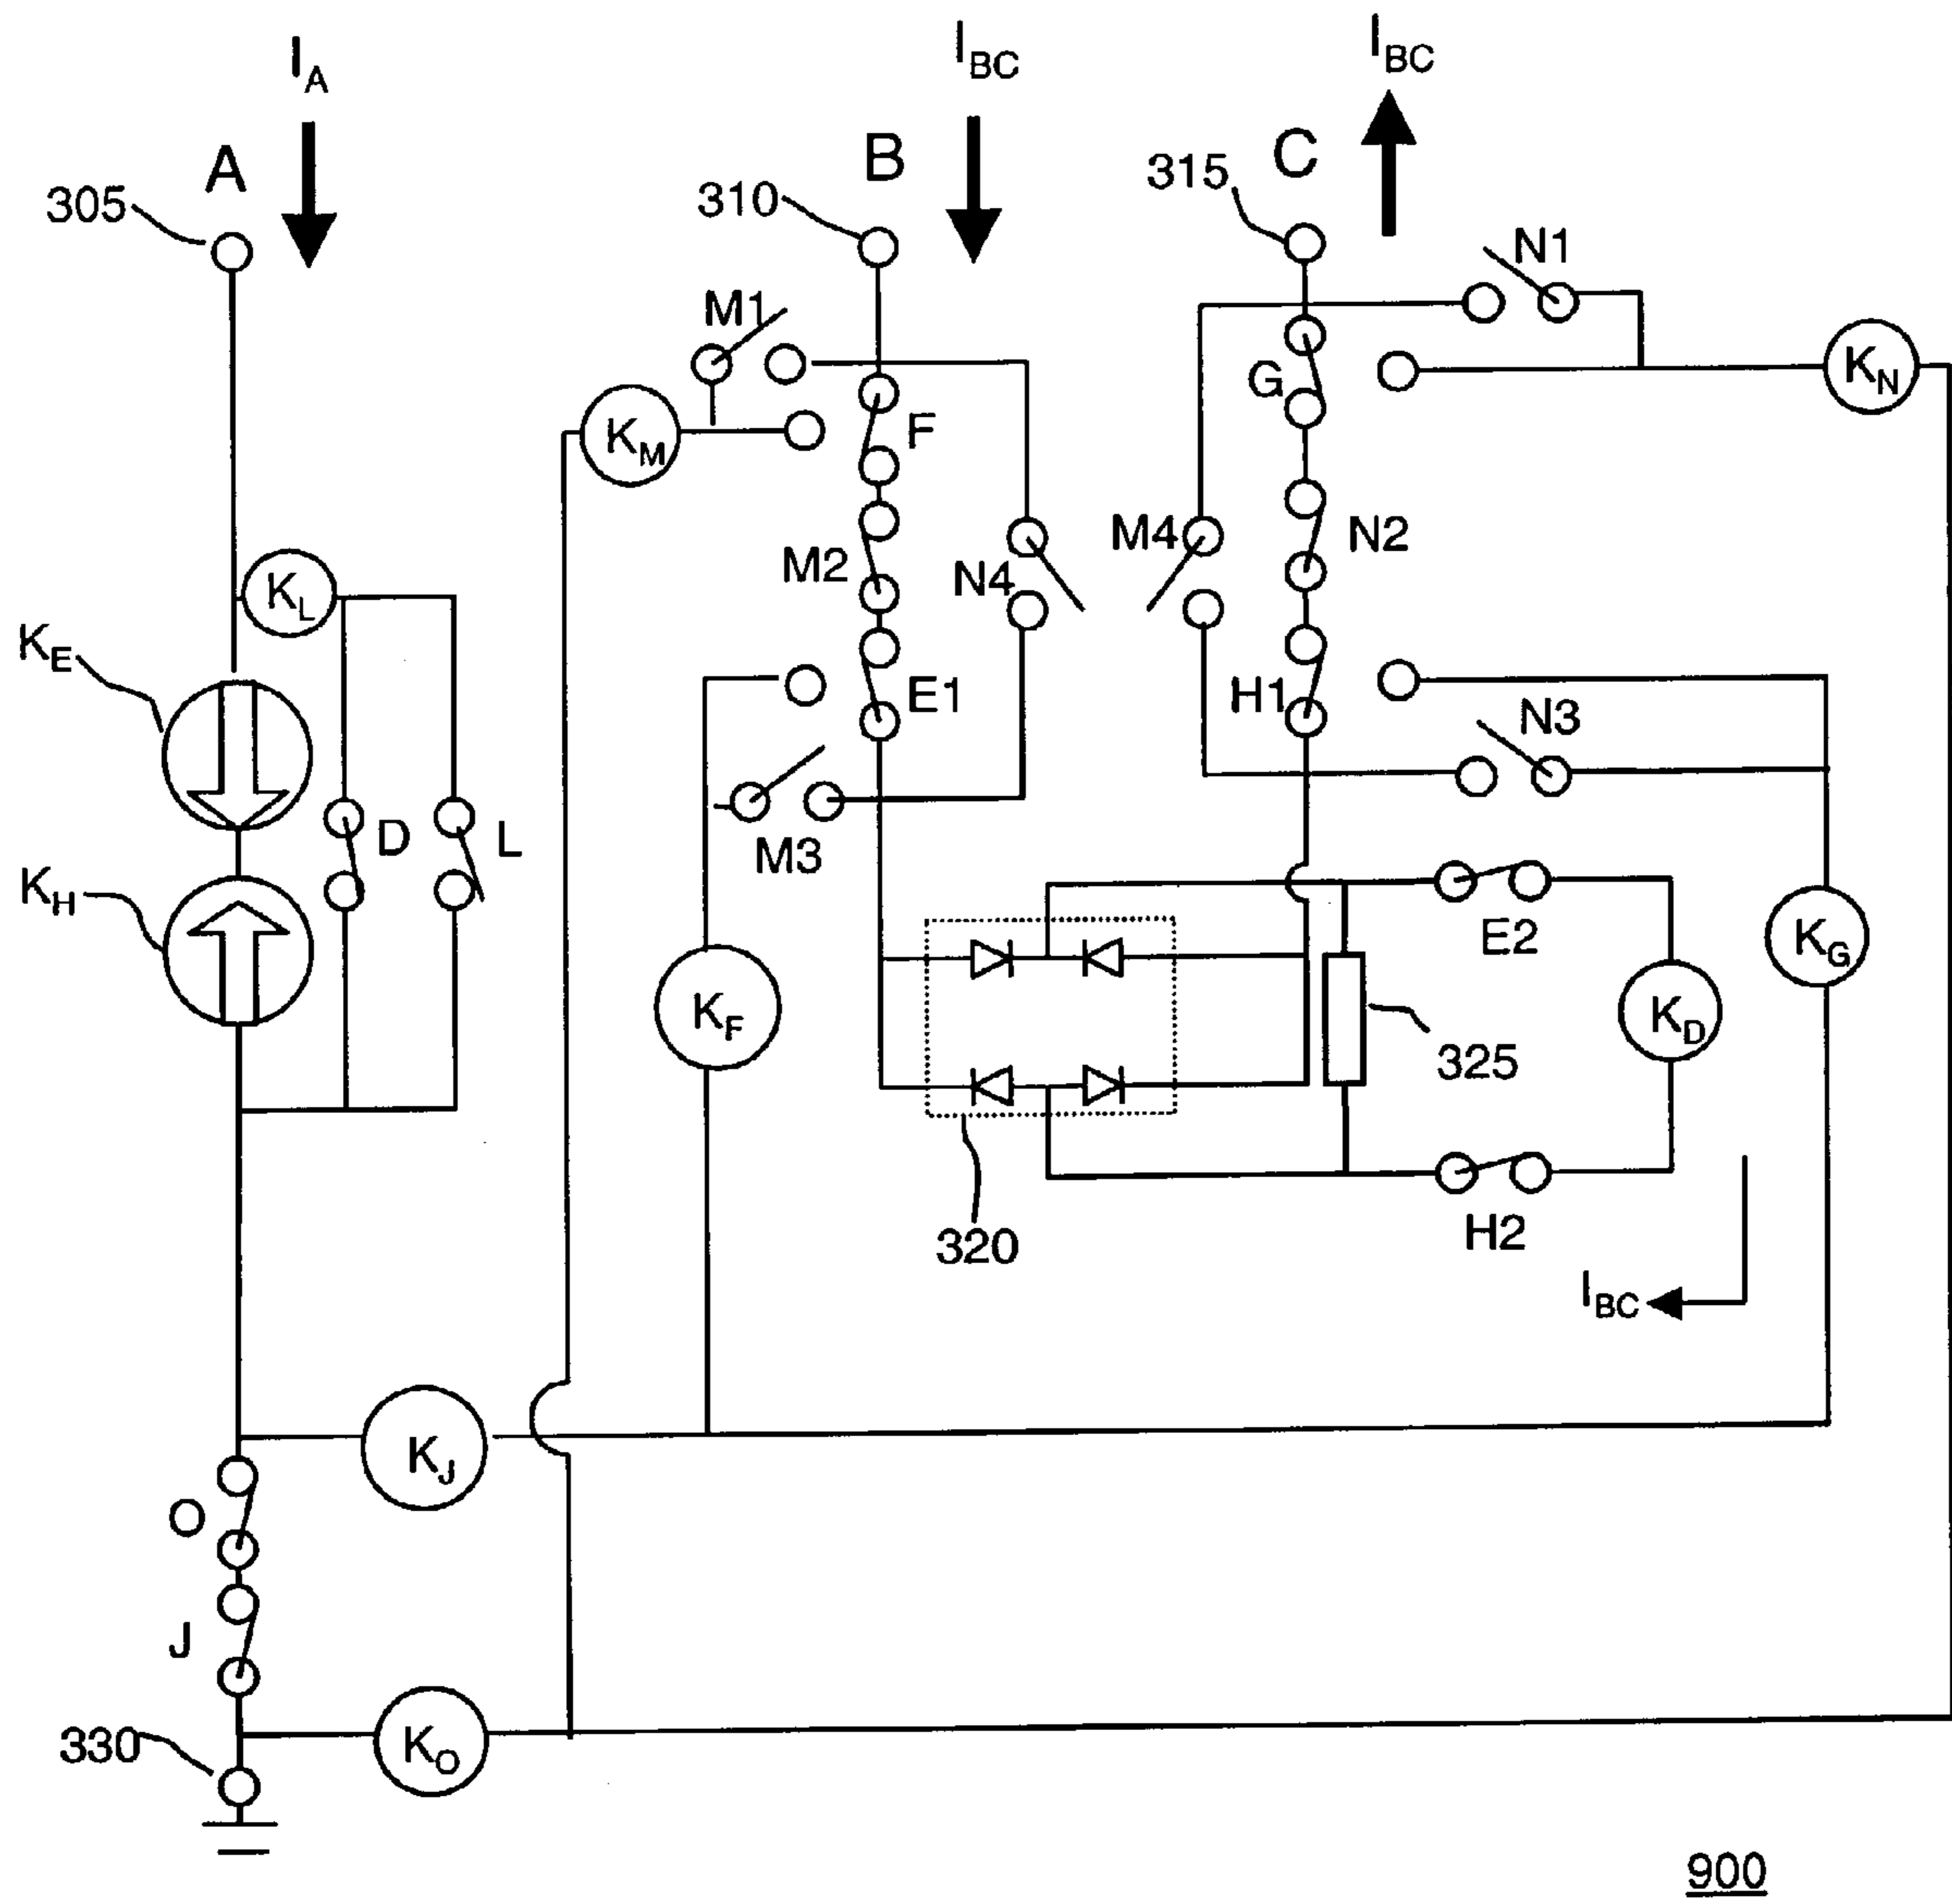 I_A
I_BC
I_BC
A
B
C
305
310
315
N1
M1
K_N
G
F
K_M
M2
N4
M4
N2
K_L
K_E
E1
H1
N3
D
L
M3
K_H
E2
K_G
K_F
K_D
325
320
H2
I_BC
K_J
O
J
330
K_O
900